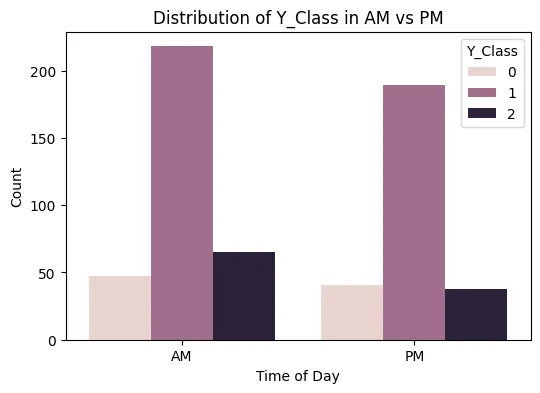 Distribution of Y_Class in AM vs PM
Y_Class
0
1
2
200
150
100
50
0
Count
AM
PM
Time of Day